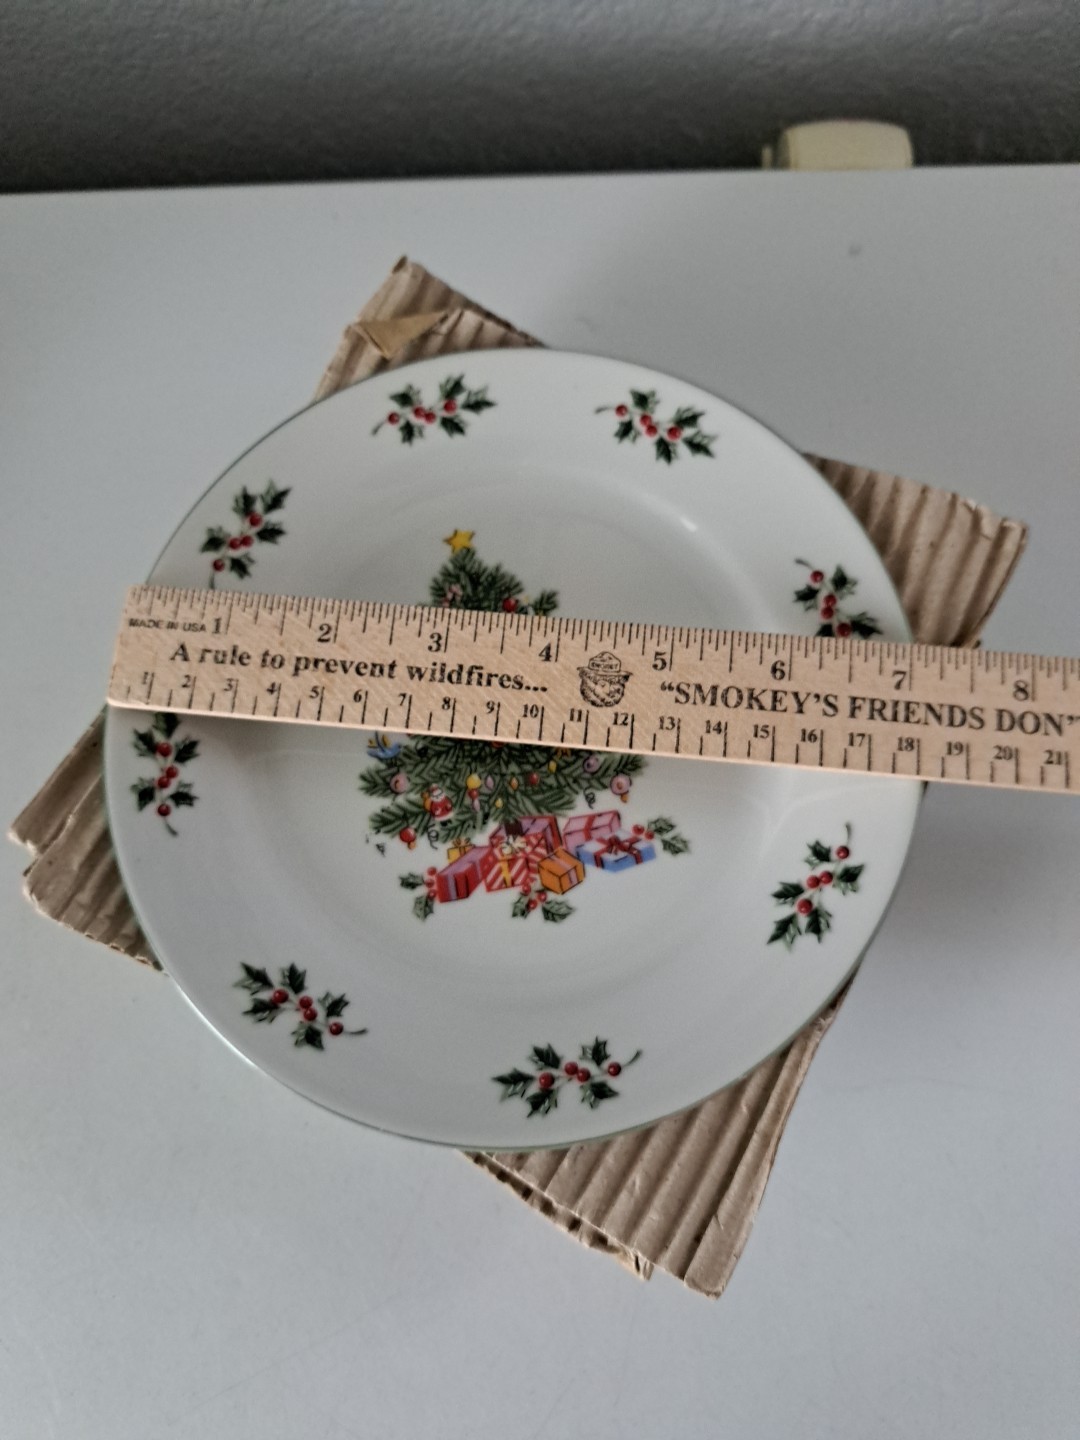 MADE IN USA 1 2 3 4 5 6 7 8
A rule to prevent wildfires... "SMOKEY'S FRIENDS DON'T
1 2 3 4 5 6 7 8 9 10 11 12 13 14 15 16 17 18 19 20 21